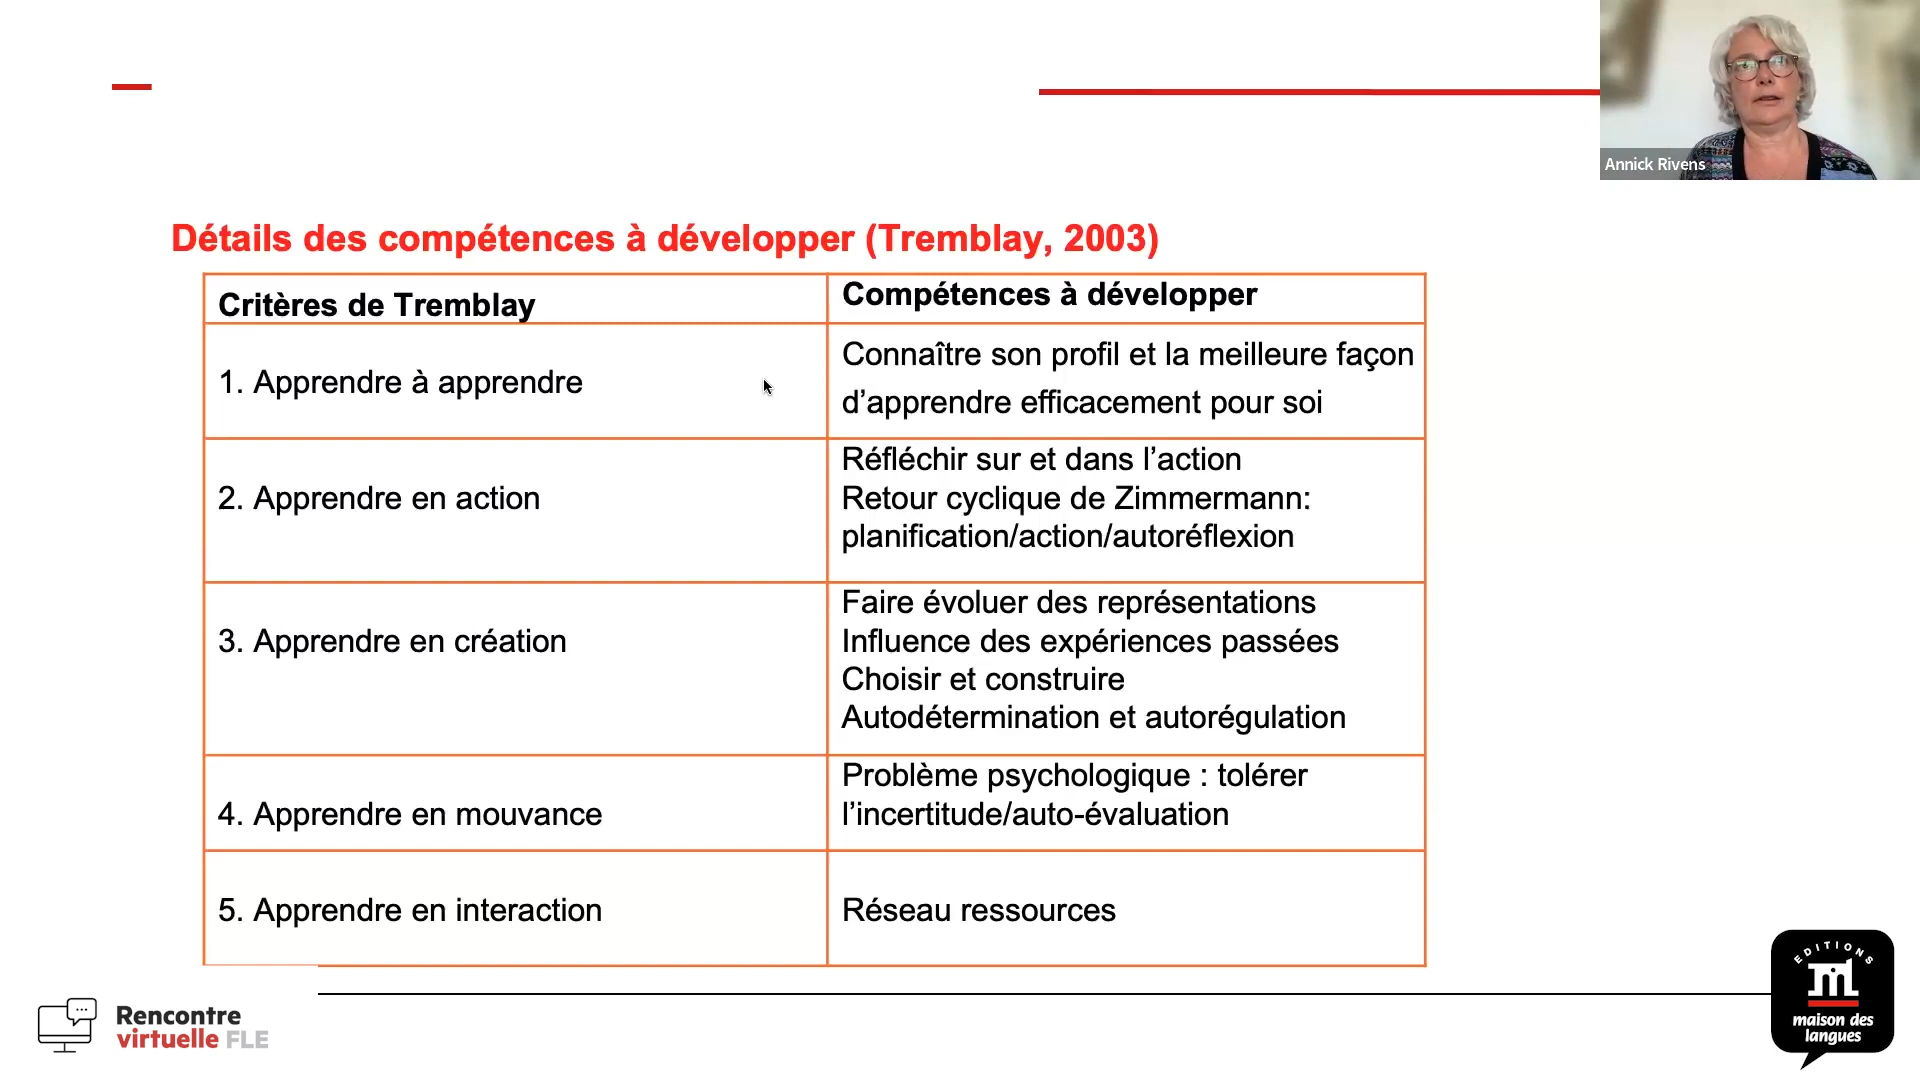 Annick Rivens
Détails des compétences à développer (Tremblay, 2003)
Critères de Tremblay
Compétences à développer
1. Apprendre à apprendre
Connaître son profil et la meilleure façon
d’apprendre efficacement pour soi
2. Apprendre en action
Réfléchir sur et dans l’action
Retour cyclique de Zimmermann:
planification/action/autoréflexion
3. Apprendre en création
Faire évoluer des représentations
Influence des expériences passées
Choisir et construire
Autodétermination et autorégulation
4. Apprendre en mouvance
Problème psychologique : tolérer
l’incertitude/auto-évaluation
5. Apprendre en interaction
Réseau ressources
Rencontre
virtuelle FLE
EDITIONS
maison des
langues